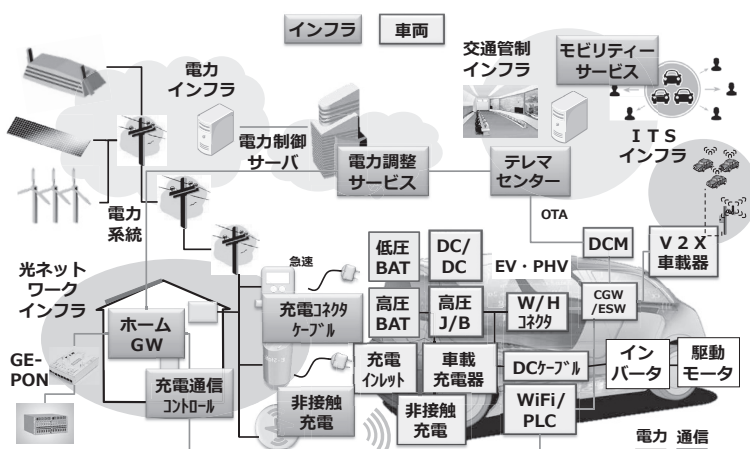 インフラ
車両
電力
インフラ
電力制御
サーバ
電力調整
サービス
交通管制
インフラ
モビリティー
サービス
ITS
インフラ
テレマ
センター
OTA
電力
系統
光ネット
ワーク
インフラ
GE-
PON
ホーム
GW
充電通信
コントロール
急速
充電コネクタ
ケーブル
非接触
充電
低圧
BAT
DC/
DC
EV・PHV
DCM
V2X
車載器
高圧
BAT
高圧
J/B
W/H
コネクタ
CGW
/ESW
充電
インレット
車載
充電器
DCケーブル
イン
バータ
駆動
モータ
非接触
充電
WiFi/
PLC
電力 通信